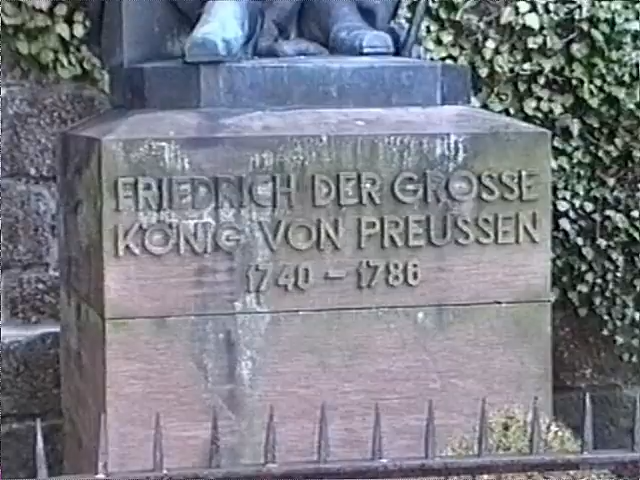 FRIEDRICH DER GROSSE
KÖNIG VON PREUSSEN
1740 – 1786